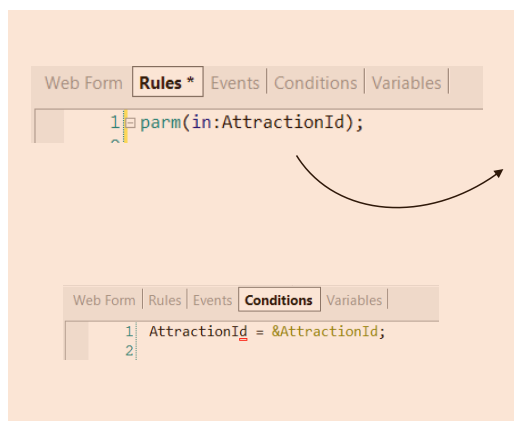 Web Form Rules * Events Conditions Variables
1 parm(in:AttractionId);
Web Form Rules Events Conditions Variables
1 AttractionId = &AttractionId;
2